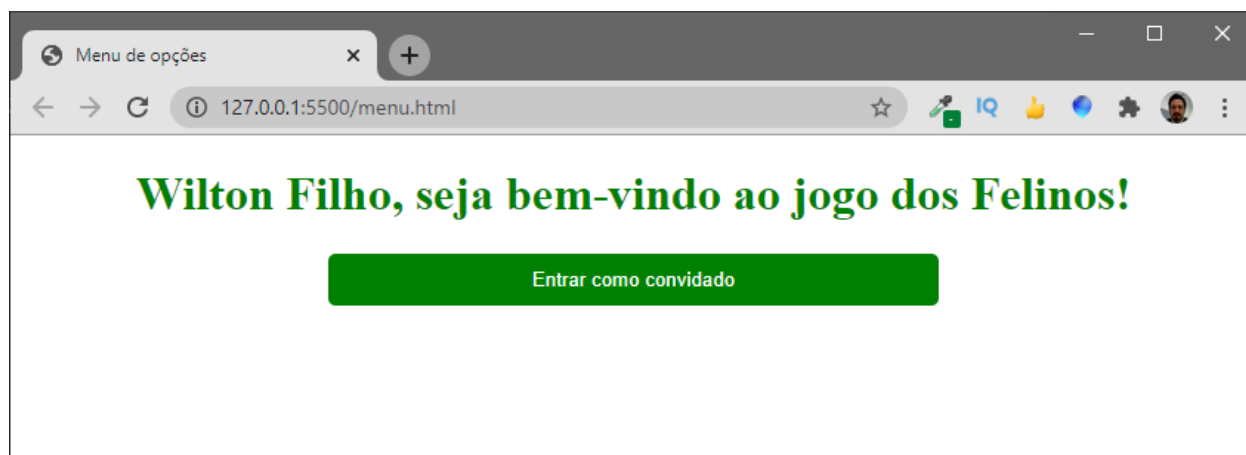 Menu de opções
127.0.0.1:5500/menu.html
IQ
Wilton Filho, seja bem-vindo ao jogo dos Felinos!
Entrar como convidado